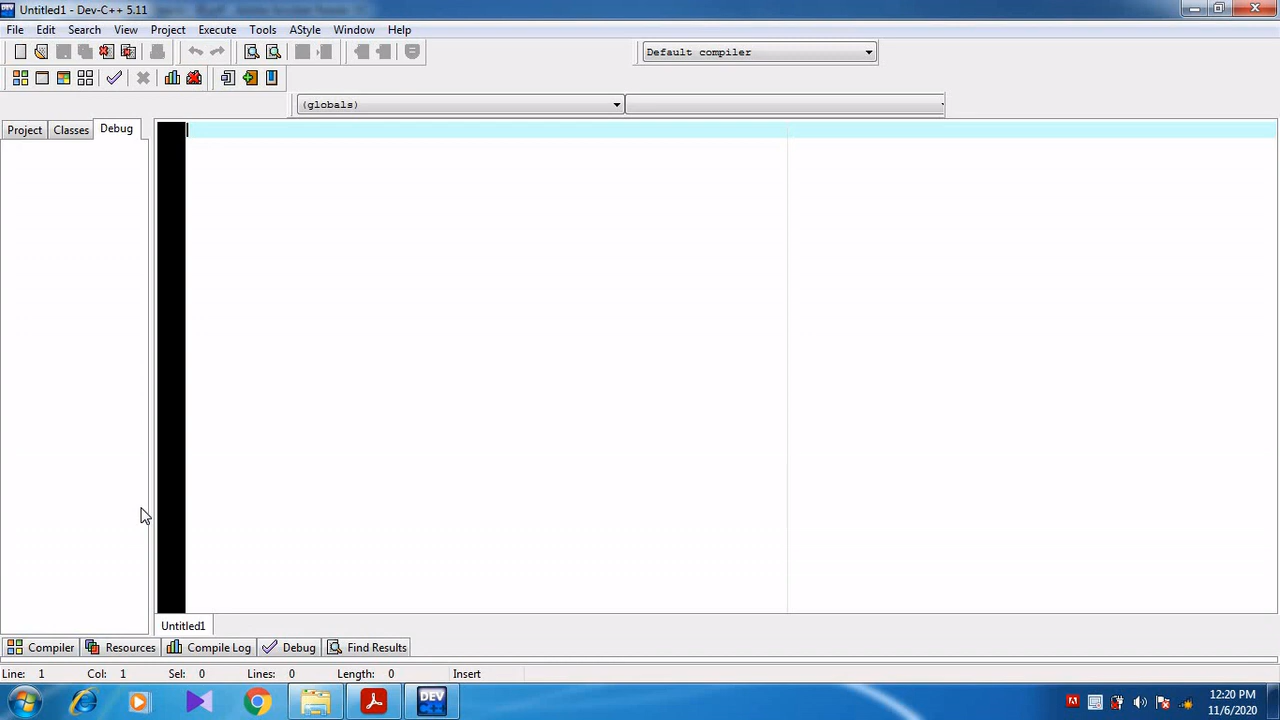 Untitled1 - Dev-C++ 5.11
File Edit Search View Project Execute Tools AStyle Window Help
Default compiler
(globals)
Project Classes Debug
Untitled1
Compiler Resources Compile Log Debug Find Results
Line: 1 Col: 1 Sel: 0 Lines: 0 Length: 0 Insert
DEV C++
12:20 PM
11/6/2020